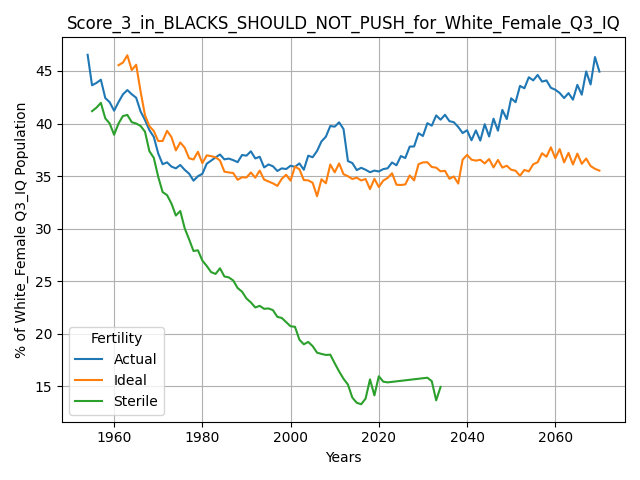 Score_3_in_BLACKS_SHOULD_NOT_PUSH_for_White_Female_Q3_IQ
% of White_Female Q3_IQ Population
45
40
35
30
25
20
15
Fertility
Actual
Ideal
Sterile
1960 1980 2000 2020 2040 2060
Years